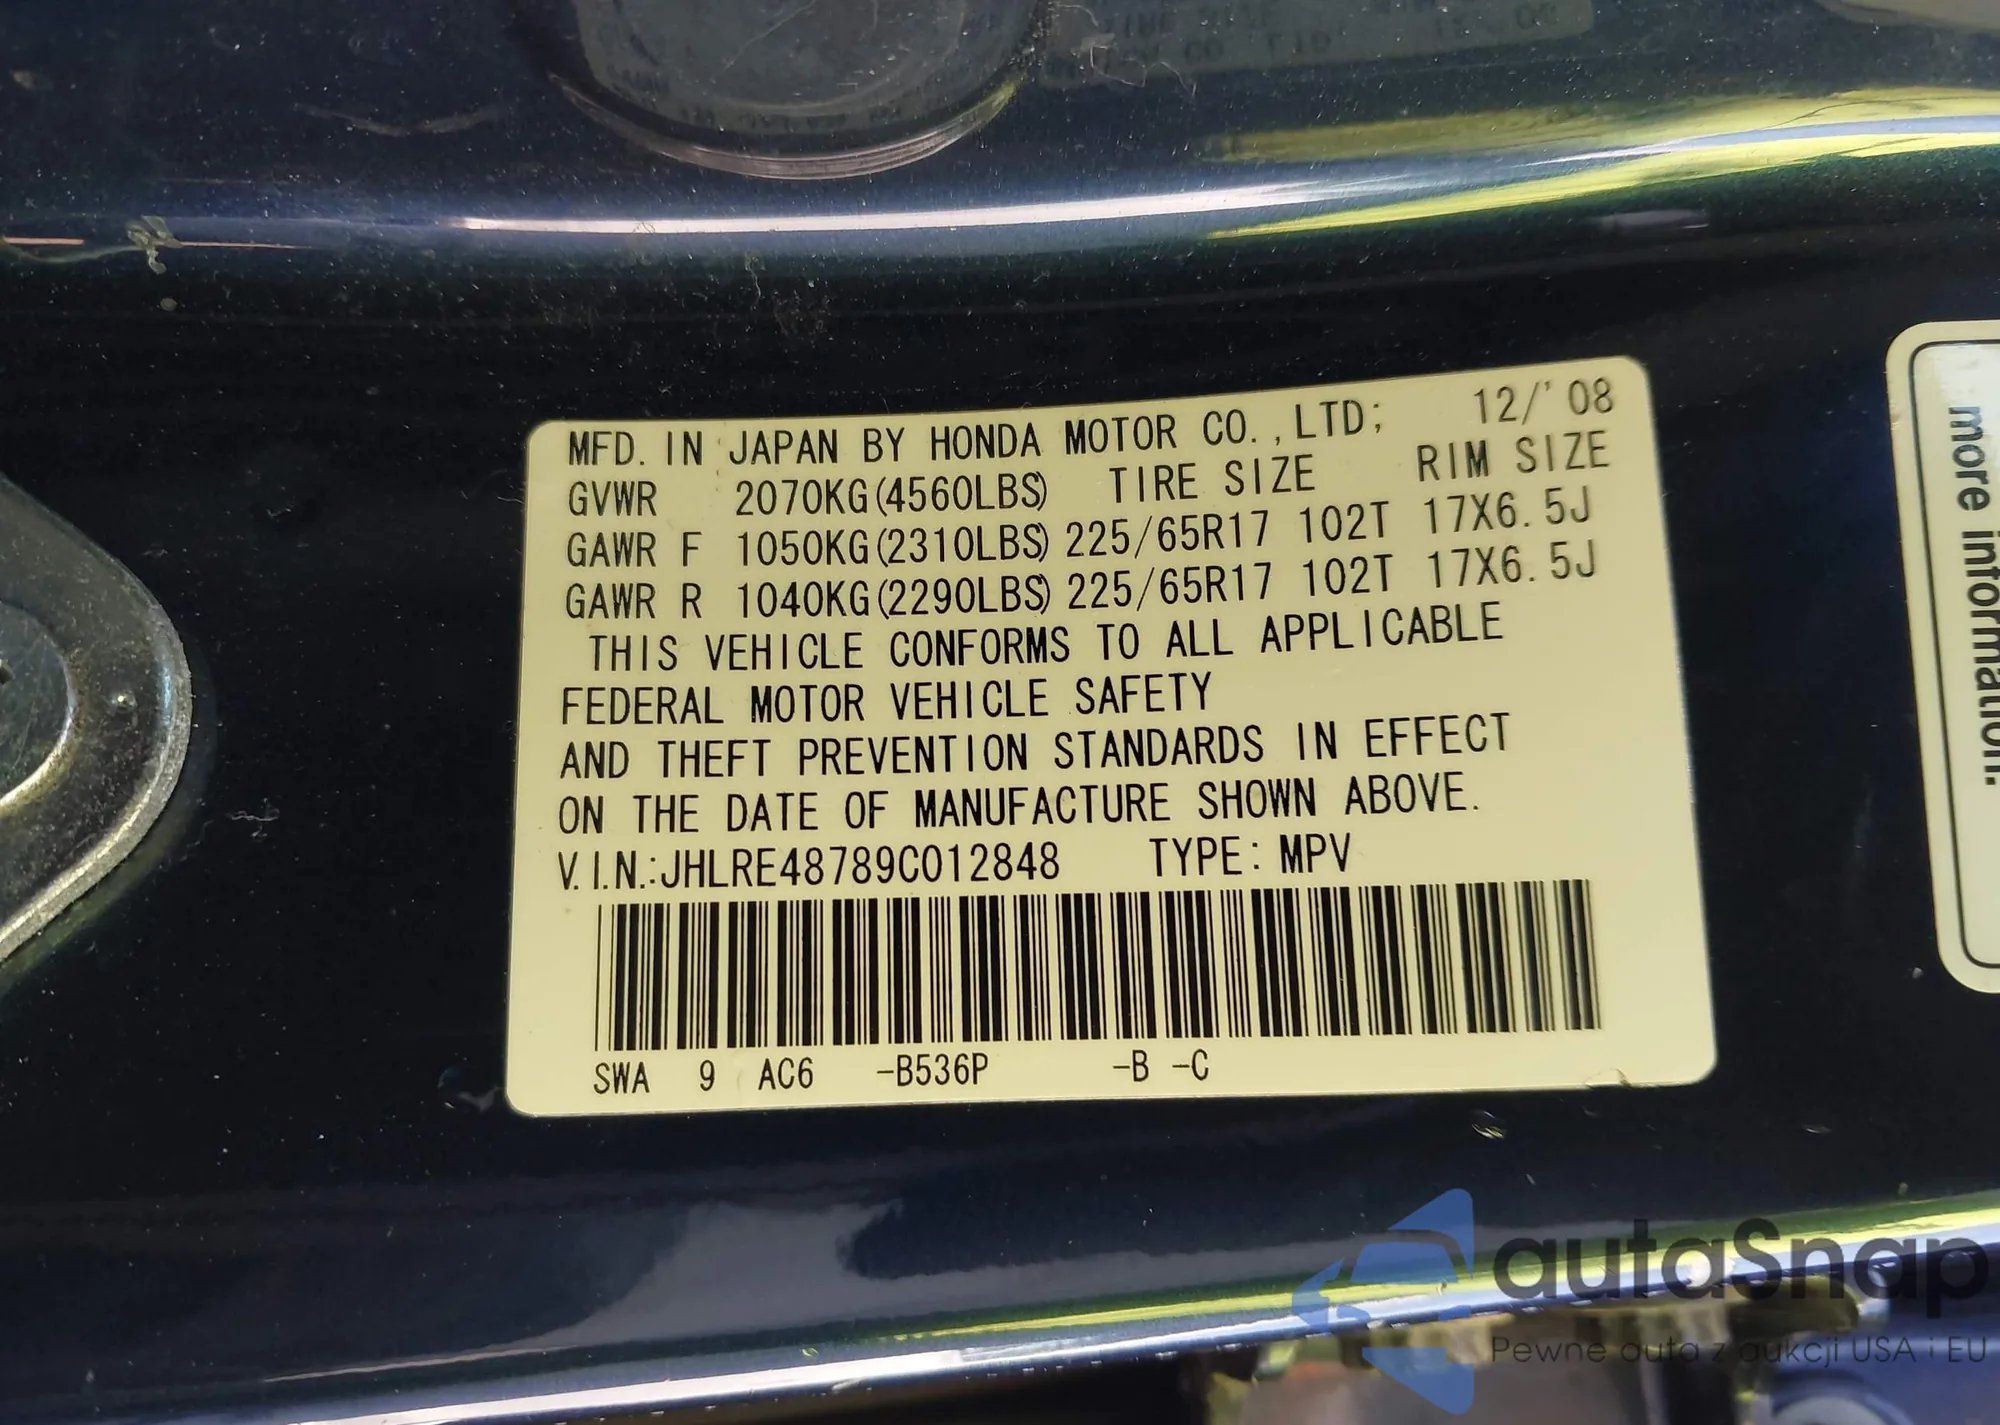 MFD. IN JAPAN BY HONDA MOTOR CO.,LTD; 12/'08
GVWR 2070KG(4560LBS) TIRE SIZE RIM SIZE
GAWR F 1050KG(2310LBS) 225/65R17 102T 17X6.5J
GAWR R 1040KG(2290LBS) 225/65R17 102T 17X6.5J
THIS VEHICLE CONFORMS TO ALL APPLICABLE
FEDERAL MOTOR VEHICLE SAFETY
AND THEFT PREVENTION STANDARDS IN EFFECT
ON THE DATE OF MANUFACTURE SHOWN ABOVE.
V.I.N.:JHLRE48789C012848 TYPE: MPV
SWA 9 AC6 -B536P -B -C
more information.
autaSnap
Pewne auta z aukcji USA i EU